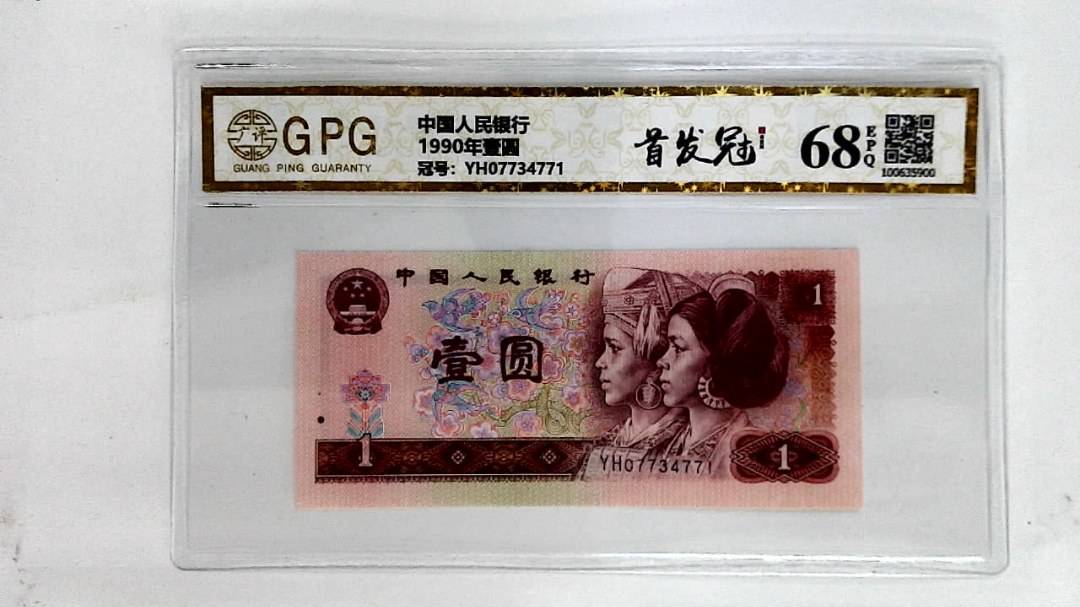 广评
GPG
GUANG PING GUARANTY
中国人民银行
1990年壹圆
冠号：YH07734771
首发冠
68
EPQ
100635900
中国人民银行
1
壹圆
1
YH07734771
1